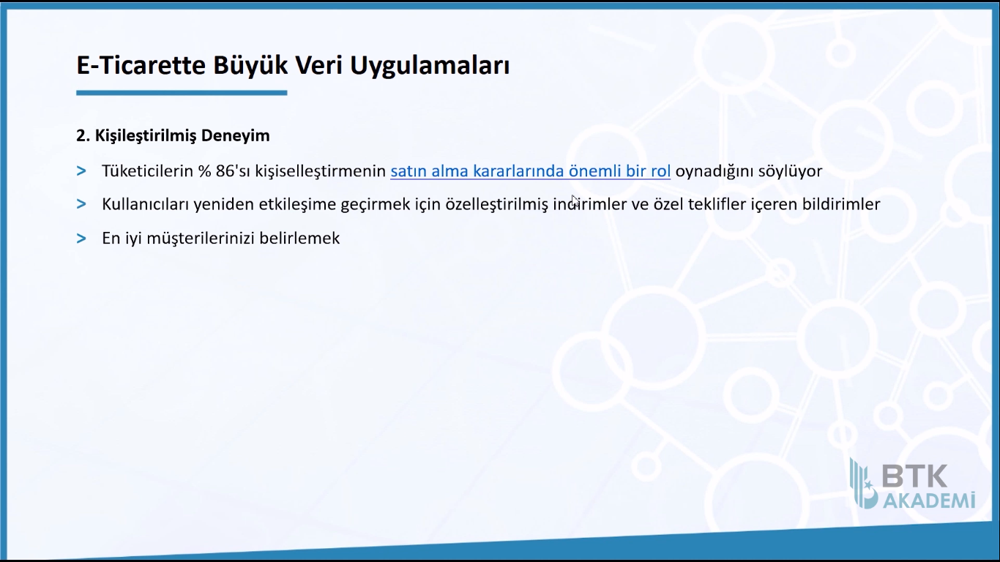 E-Ticarette Büyük Veri Uygulamaları
2. Kişileştirilmiş Deneyim
> Tüketicilerin % 86'sı kişiselleştirmenin satın alma kararlarında önemli bir rol oynadığını söylüyor
> Kullanıcıları yeniden etkileşime geçirmek için özelleştirilmiş indirimler ve özel teklifler içeren bildirimler
> En iyi müşterilerinizi belirlemek
BTK
AKADEMİ